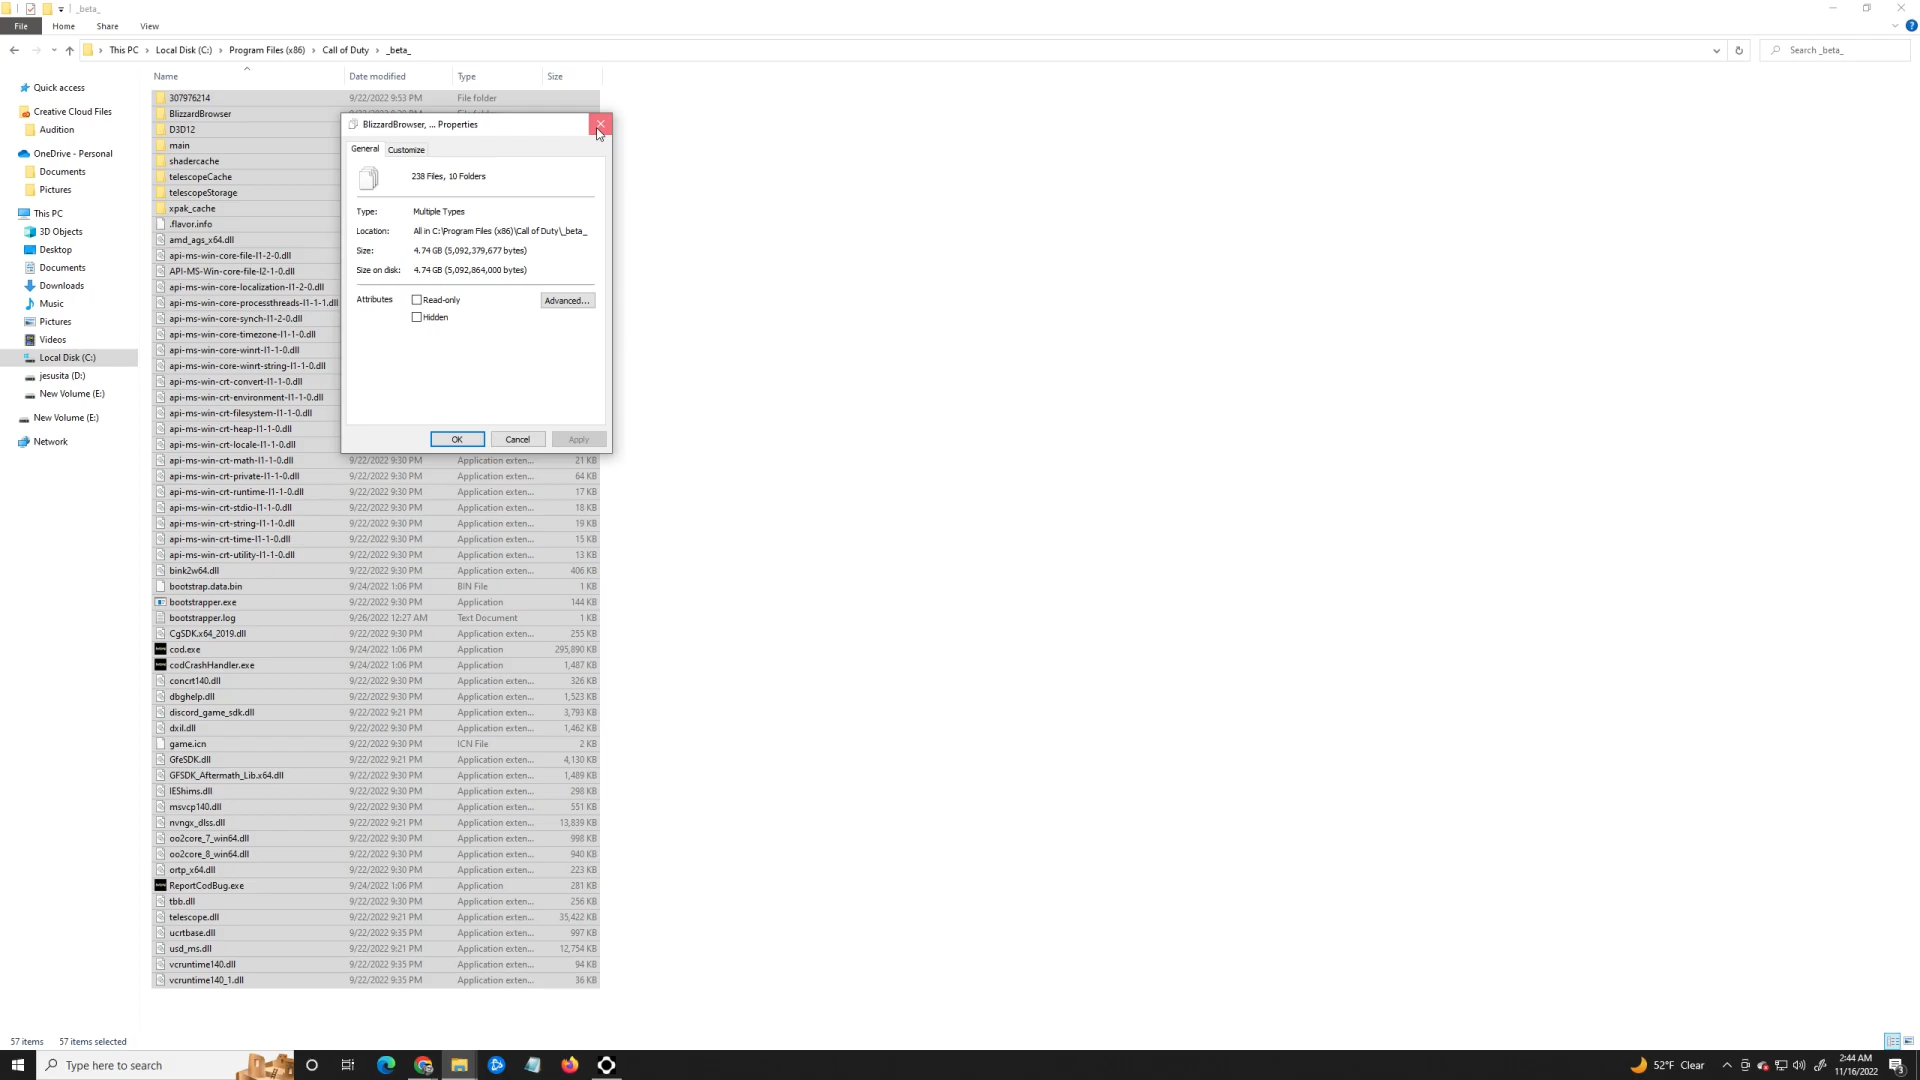 _beta_
File Home Share View
This PC Local Disk (C:) Program Files (x86) Call of Duty _beta_
Search _beta_
Name Date modified Type Size
Quick access
Creative Cloud Files
Audition
OneDrive - Personal
Documents
Pictures
This PC
3D Objects
Desktop
Documents
Downloads
Music
Pictures
Videos
Local Disk (C:)
jesusita (D:)
New Volume (E:)
New Volume (E:)
Network
307976214 9/22/2022 9:53 PM File folder
BlizzardBrowser
D3D12
main
shadercache
telescopeCache
telescopeStorage
xpak_cache
.flavor.info
amd_ags_x64.dll
api-ms-win-core-file-l1-2-0.dll
API-MS-Win-core-file-l2-1-0.dll
api-ms-win-core-localization-l1-2-0.dll
api-ms-win-core-processthreads-l1-1-1.dll
api-ms-win-core-synch-l1-2-0.dll
api-ms-win-core-timezone-l1-1-0.dll
api-ms-win-core-winrt-l1-1-0.dll
api-ms-win-core-winrt-string-l1-1-0.dll
api-ms-win-crt-convert-l1-1-0.dll
api-ms-win-crt-environment-l1-1-0.dll
api-ms-win-crt-filesystem-l1-1-0.dll
api-ms-win-crt-heap-l1-1-0.dll
api-ms-win-crt-locale-l1-1-0.dll
api-ms-win-crt-math-l1-1-0.dll 9/22/2022 9:30 PM Application exten... 21 KB
api-ms-win-crt-private-l1-1-0.dll 9/22/2022 9:30 PM Application exten... 64 KB
api-ms-win-crt-runtime-l1-1-0.dll 9/22/2022 9:30 PM Application exten... 17 KB
api-ms-win-crt-stdio-l1-1-0.dll 9/22/2022 9:30 PM Application exten... 18 KB
api-ms-win-crt-string-l1-1-0.dll 9/22/2022 9:30 PM Application exten... 19 KB
api-ms-win-crt-time-l1-1-0.dll 9/22/2022 9:30 PM Application exten... 15 KB
api-ms-win-crt-utility-l1-1-0.dll 9/22/2022 9:30 PM Application exten... 13 KB
bink2w64.dll 9/22/2022 9:30 PM Application exten... 406 KB
bootstrap.data.bin 9/24/2022 1:06 PM BIN File 1 KB
bootstrapper.exe 9/22/2022 9:30 PM Application 144 KB
bootstrapper.log 9/26/2022 12:27 AM Text Document 1 KB
CgSDK.x64_2019.dll 9/22/2022 9:30 PM Application exten... 255 KB
cod.exe 9/24/2022 1:06 PM Application 295,890 KB
codCrashHandler.exe 9/24/2022 1:06 PM Application 1,487 KB
concrt140.dll 9/22/2022 9:30 PM Application exten... 326 KB
dbghelp.dll 9/22/2022 9:30 PM Application exten... 1,523 KB
discord_game_sdk.dll 9/22/2022 9:21 PM Application exten... 3,793 KB
dxil.dll 9/22/2022 9:30 PM Application exten... 1,462 KB
game.icn 9/22/2022 9:30 PM ICN File 2 KB
GfeSDK.dll 9/22/2022 9:21 PM Application exten... 4,130 KB
GFSDK_Aftermath_Lib.x64.dll 9/22/2022 9:30 PM Application exten... 1,489 KB
IEShims.dll 9/22/2022 9:30 PM Application exten... 298 KB
msvcp140.dll 9/22/2022 9:30 PM Application exten... 551 KB
nvngx_dlss.dll 9/22/2022 9:21 PM Application exten... 13,839 KB
oo2core_7_win64.dll 9/22/2022 9:30 PM Application exten... 998 KB
oo2core_8_win64.dll 9/22/2022 9:30 PM Application exten... 940 KB
ortp_x64.dll 9/22/2022 9:30 PM Application exten... 223 KB
ReportCodBug.exe 9/24/2022 1:06 PM Application 281 KB
tbb.dll 9/22/2022 9:30 PM Application exten... 256 KB
telescope.dll 9/22/2022 9:21 PM Application exten... 35,422 KB
ucrtbase.dll 9/22/2022 9:35 PM Application exten... 997 KB
usd_ms.dll 9/22/2022 9:21 PM Application exten... 12,754 KB
vcruntime140.dll 9/22/2022 9:35 PM Application exten... 94 KB
vcruntime140_1.dll 9/22/2022 9:35 PM Application exten... 36 KB
BlizzardBrowser, ... Properties
General Customize
238 Files, 10 Folders
Type: Multiple Types
Location: All in C:\Program Files (x86)\Call of Duty\_beta_
Size: 4.74 GB (5,092,379,677 bytes)
Size on disk: 4.74 GB (5,092,864,000 bytes)
Attributes Read-only Advanced...
Hidden
OK Cancel Apply
57 items 57 items selected
Type here to search
52°F Clear
2:44 AM
11/16/2022
3